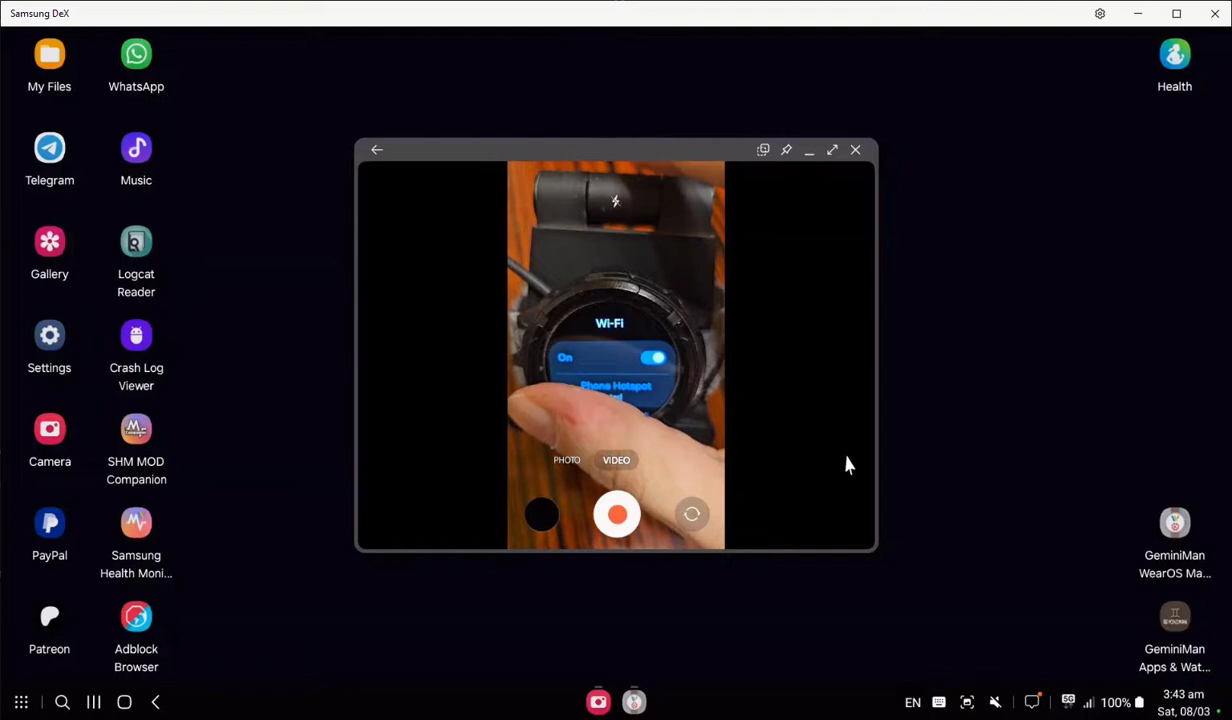 Samsung DeX
My Files
WhatsApp
Health
Telegram
Music
Gallery
Logcat
Reader
Settings
Crash Log
Viewer
Camera
SHM MOD
Companion
PayPal
Samsung
Health Moni...
Patreon
Adblock
Browser
Wi-Fi
On
Phone Hotspot
PHOTO
VIDEO
GeminiMan
WearOS Ma...
GeminiMan
Apps & Wat...
EN
5G
100%
3:43 am
Sat, 08/03